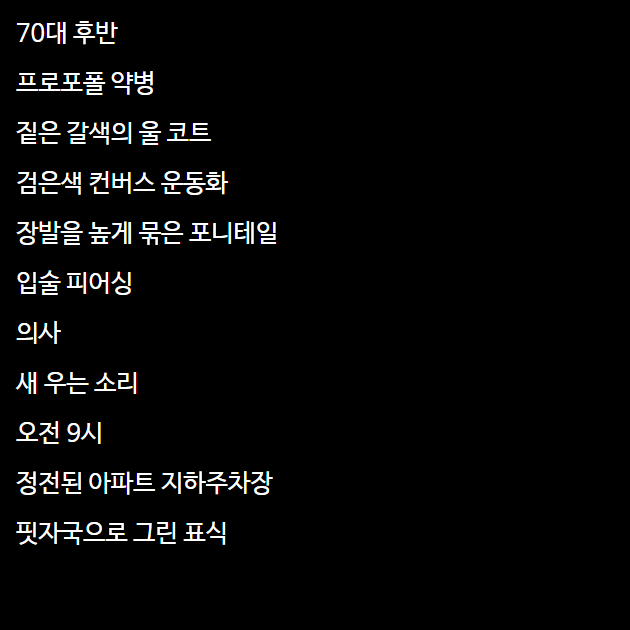 70대 후반
프로포폴 약병
짙은 갈색의 울 코트
검은색 컨버스 운동화
장발을 높게 묶은 포니테일
입술 피어싱
의사
새 우는 소리
오전 9시
정전된 아파트 지하주차장
핏자국으로 그린 표식